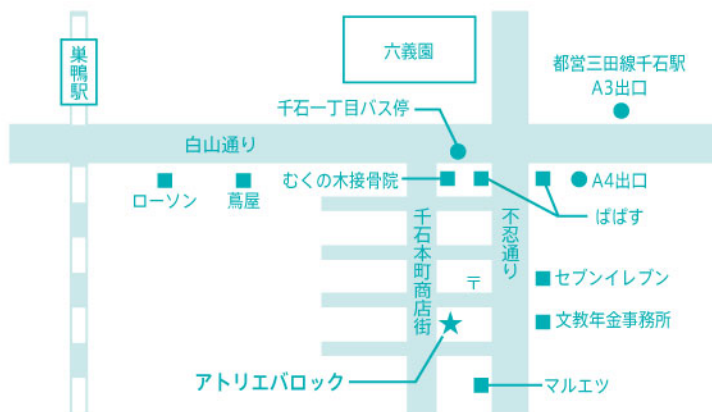 巣鴨駅
六義園
都営三田線千石駅
A3出口
千石一丁目バス停
白山通り
ローソン
蔦屋
むくの木接骨院
A4出口
ぱぱす
千石本町商店街
不忍通り
〒
セブンイレブン
文教年金事務所
アトリエバロック
マルエツ